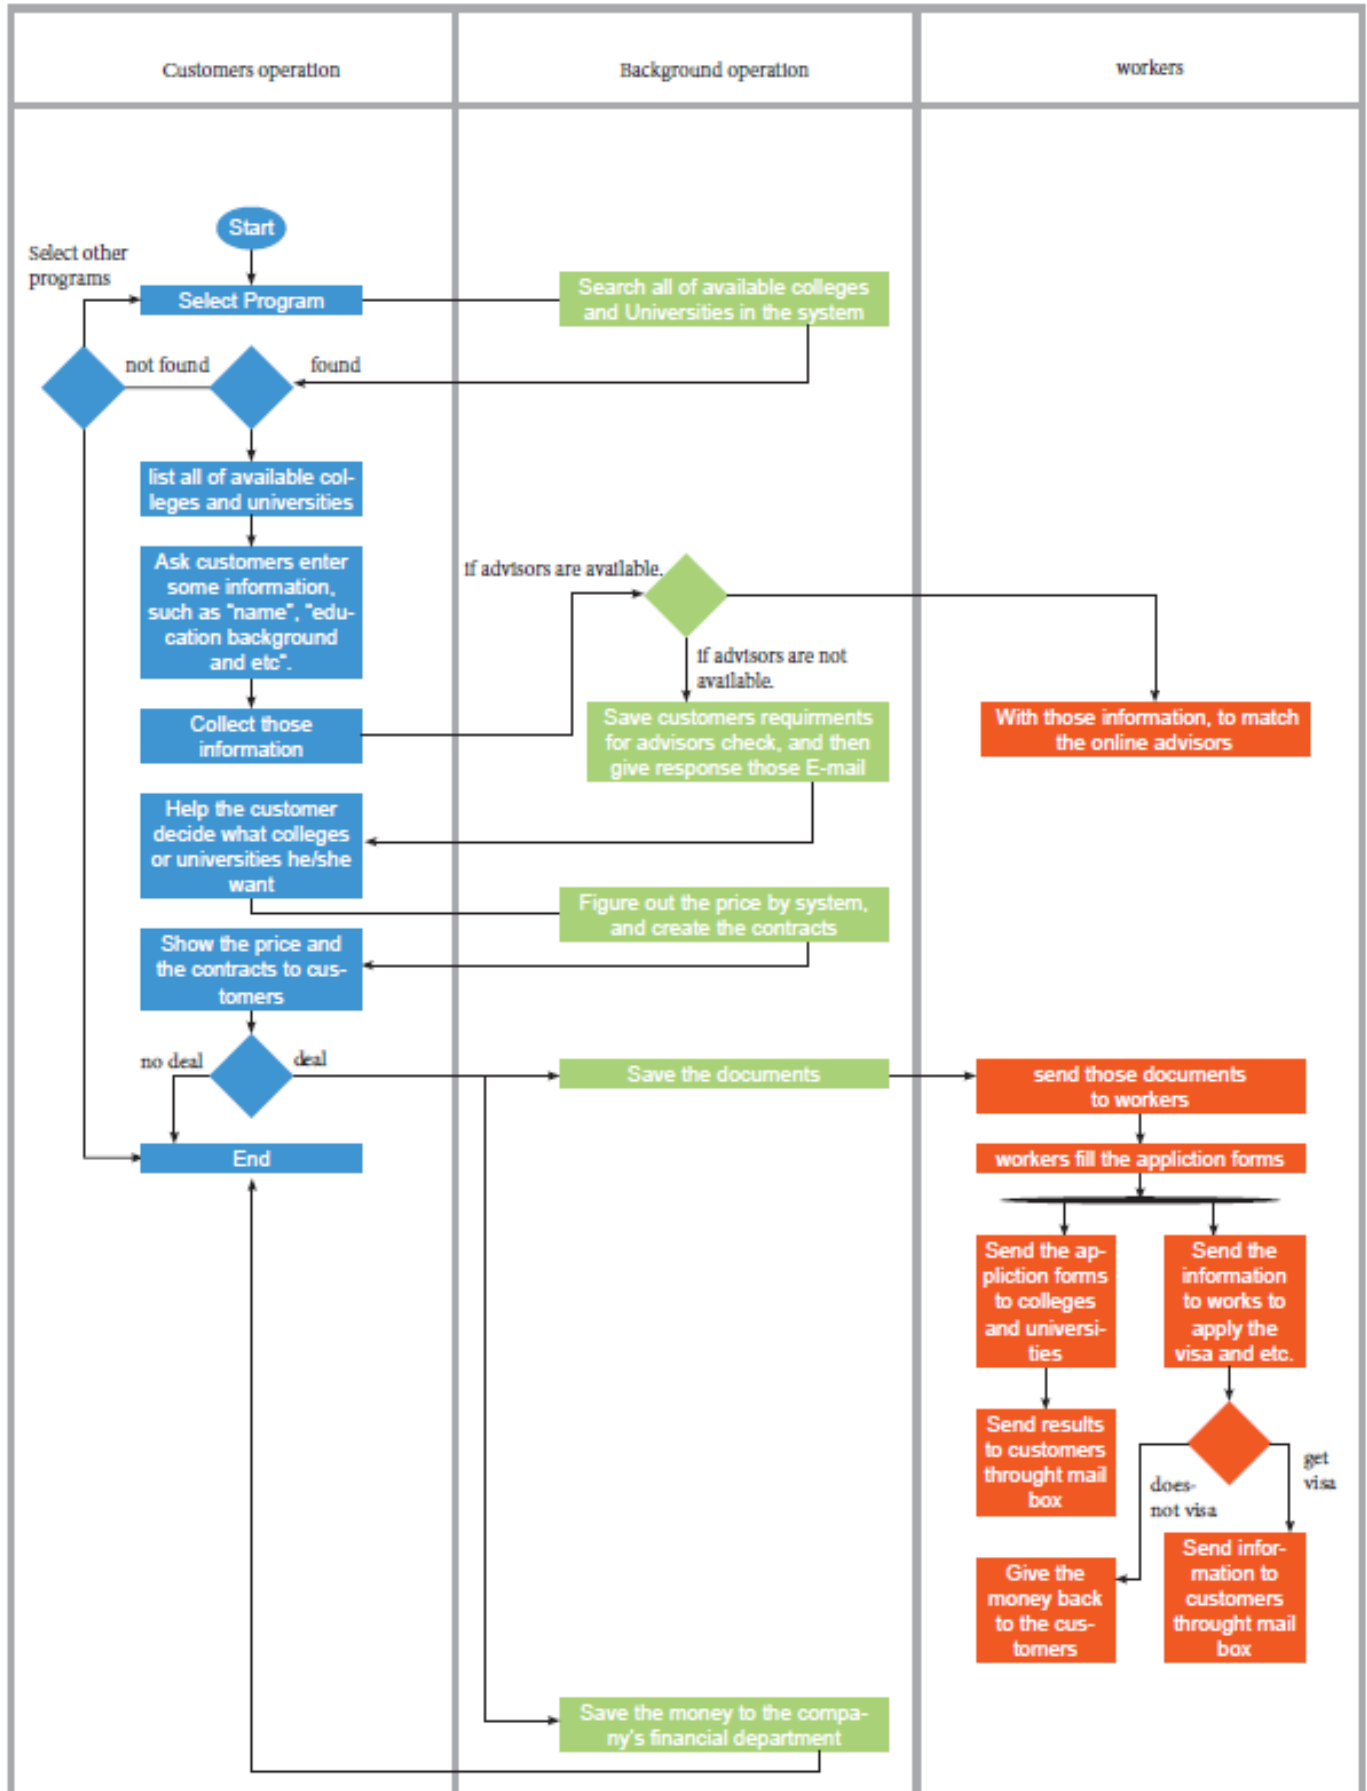 Customers operation
Background operation
workers
Start
Select other
programs
Select Program
Search all of available colleges
and Universities in the system
not found
found
list all of available col-
leges and universities
Ask customers enter
some information,
such as "name", "edu-
cation background
and etc".
if advisors are available.
if advisors are not
available.
Collect those
information
Save customers requirments
for advisors check, and then
give response those E-mail
With those information, to match
the online advisors
Help the customer
decide what colleges
or universities he/she
want
Figure out the price by system,
and create the contracts
Show the price and
the contracts to cus-
tomers
no deal
deal
Save the documents
send those documents
to workers
End
workers fill the appliction forms
Send the ap-
pliction forms
to colleges
and universi-
ties
Send the
information
to works to
apply the
visa and etc.
Send results
to customers
throught mail
box
does-
not visa
get
visa
Give the
money back
to the cus-
tomers
Send infor-
mation to
customers
throught mail
box
Save the money to the compa-
ny's financial department